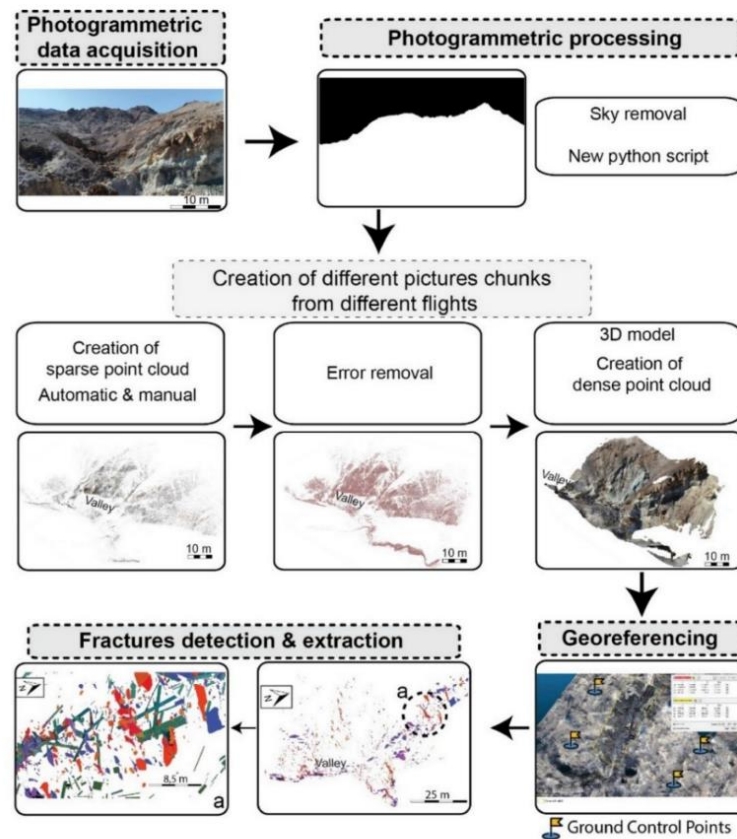 Photogrammetric
data acquisition
Photogrammetric processing
10 m
Sky removal
New python script
Creation of different pictures chunks
from different flights
Creation of
sparse point cloud
Automatic & manual
Error removal
3D model
Creation of
dense point cloud
Valley
10 m
Valley
10 m
Valley
10 m
Fractures detection & extraction
Georeferencing
N
8,5 m
a
N
a
Valley
25 m
Ground Control Points